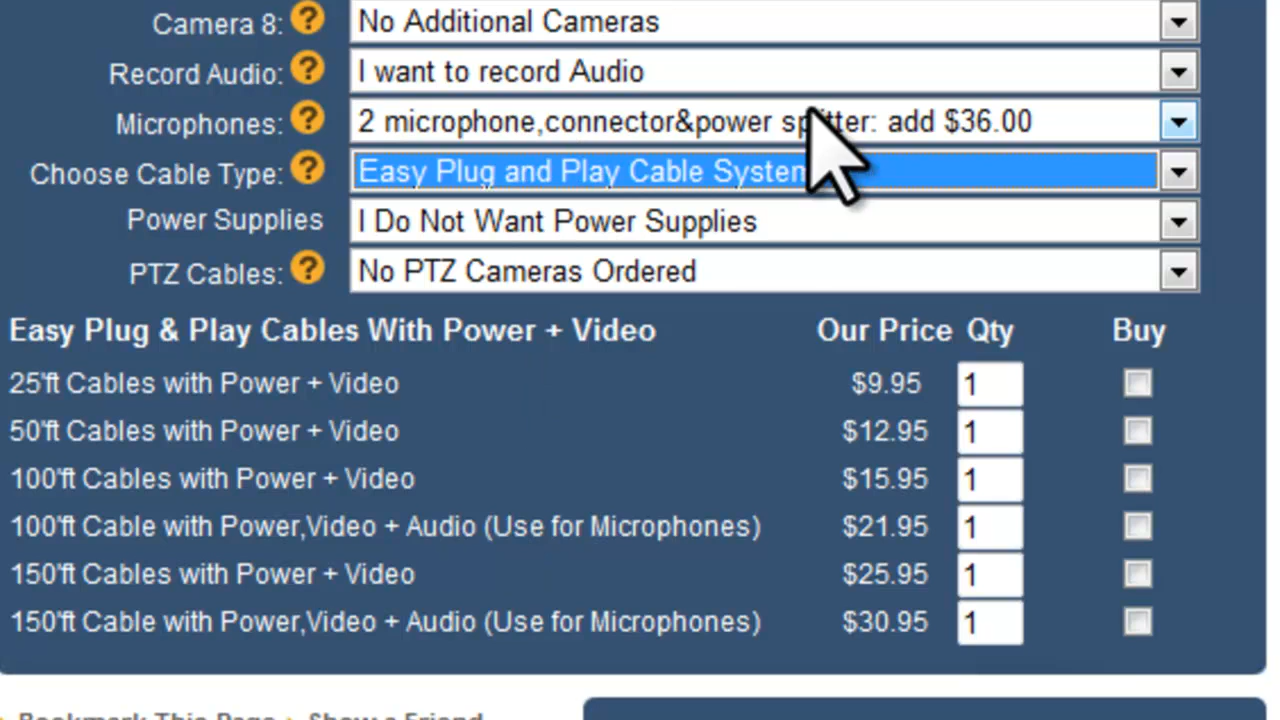 Camera 8: ? No Additional Cameras
Record Audio: ? I want to record Audio
Microphones: ? 2 microphone,connector&power splitter: add $36.00
Choose Cable Type: ? Easy Plug and Play Cable System
Power Supplies I Do Not Want Power Supplies
PTZ Cables: ? No PTZ Cameras Ordered
Easy Plug & Play Cables With Power + Video Our Price Qty Buy
25'ft Cables with Power + Video $9.95 1
50'ft Cables with Power + Video $12.95 1
100'ft Cables with Power + Video $15.95 1
100'ft Cable with Power,Video + Audio (Use for Microphones) $21.95 1
150'ft Cables with Power + Video $25.95 1
150'ft Cable with Power,Video + Audio (Use for Microphones) $30.95 1
Bookmark This Page Show a Friend